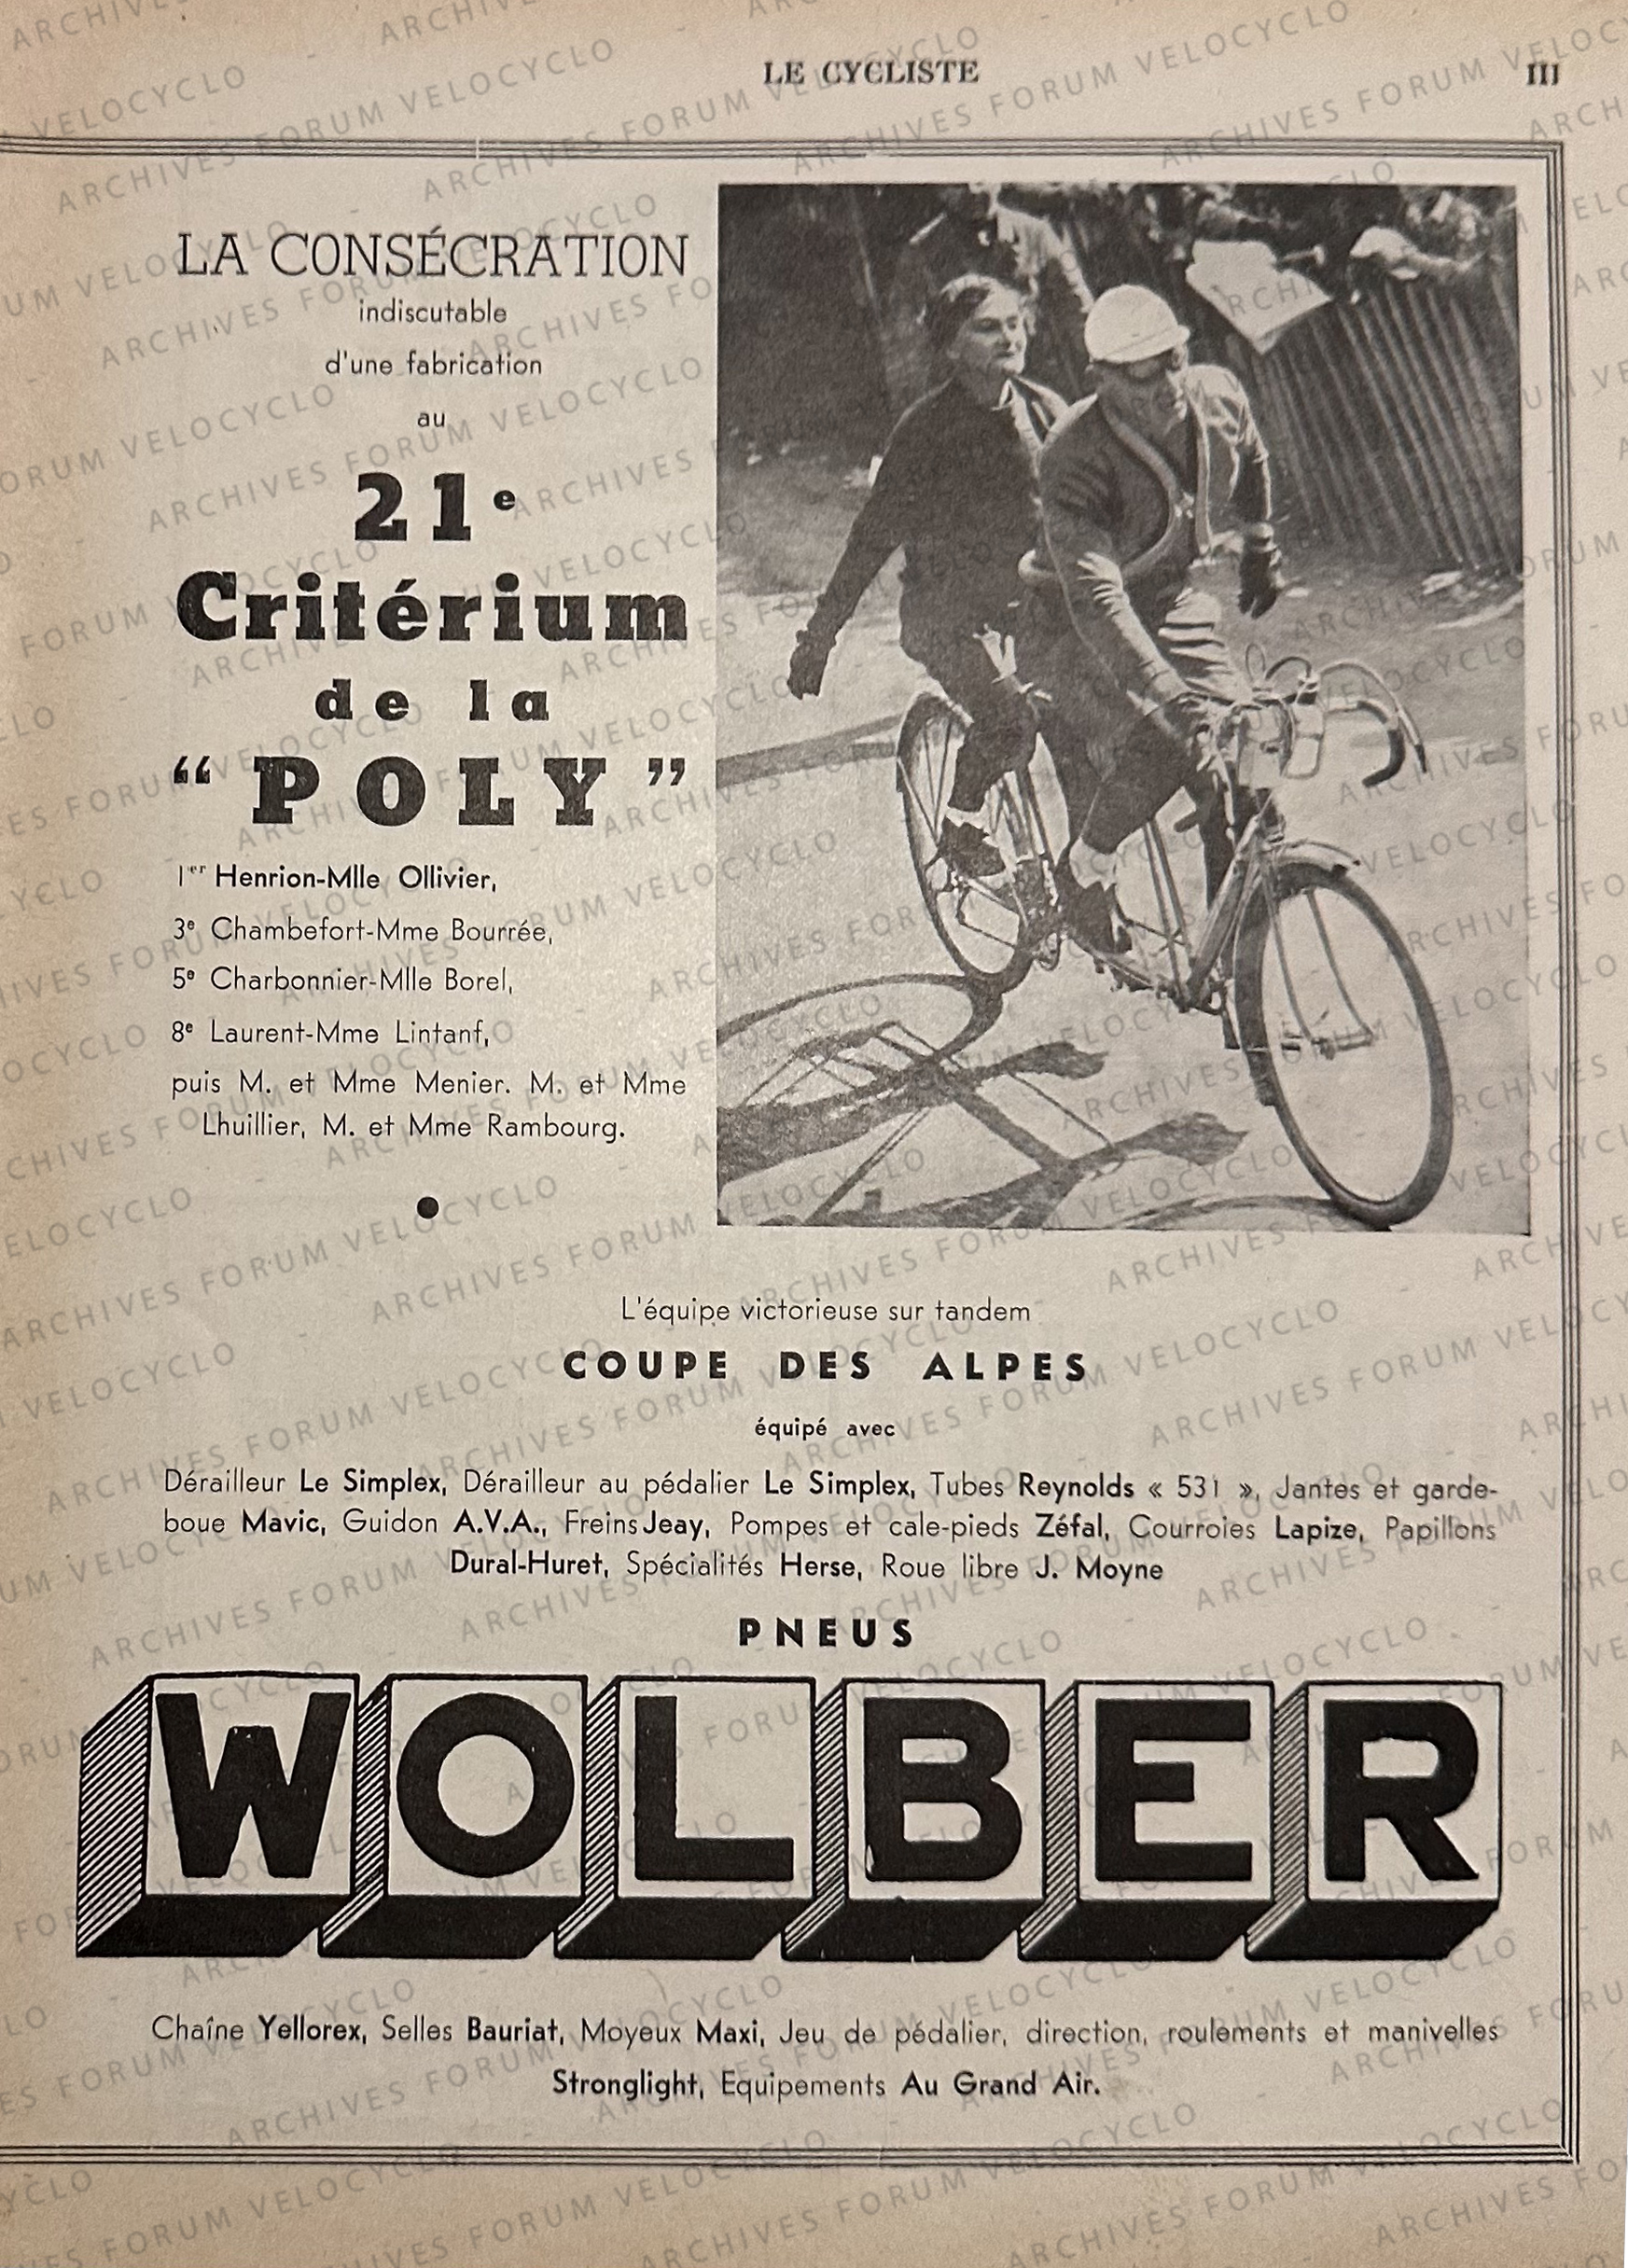 LE CYCLISTE
III
LA CONSÉCRATION
indiscutable
d'une fabrication
au
21e
Critérium
de la
“ POLY ”
1er Henrion-Mlle Ollivier,
3e Chambefort-Mme Bourrée,
5e Charbonnier-Mlle Borel,
8e Laurent-Mme Lintanf,
puis M. et Mme Menier. M. et Mme
Lhuillier, M. et Mme Rambourg.
L'équipe victorieuse sur tandem
COUPE DES ALPES
équipé avec
Dérailleur Le Simplex, Dérailleur au pédalier Le Simplex, Tubes Reynolds « 531 », Jantes et garde-
boue Mavic, Guidon A.V.A., Freins Jeay, Pompes et cale-pieds Zéfal, Courroies Lapize, Papillons
Dural-Huret, Spécialités Herse, Roue libre J. Moyne
PNEUS
WOLBER
Chaîne Yellorex, Selles Bauriat, Moyeux Maxi, Jeu de pédalier, direction, roulements et manivelles
Stronglight, Equipements Au Grand Air.
ARCHIVES FORUM VELOCYCLO